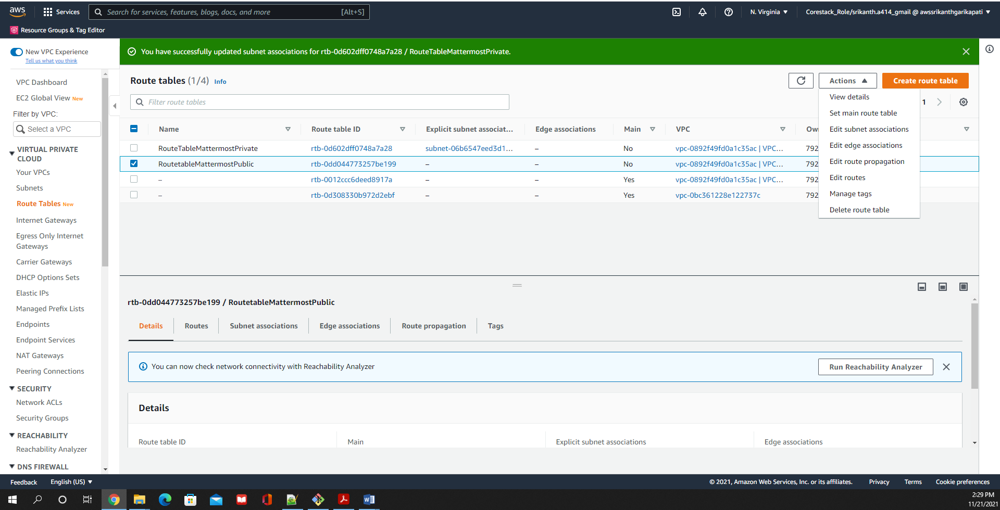 aws
Services
Search for services, features, blogs, docs, and more
[Alt+S]
N. Virginia
Corestack_Role/srikanth.a414_gmail @ awssrikanthgarikapati
Resource Groups & Tag Editor
New VPC Experience
Tell us what you think
You have successfully updated subnet associations for rtb-0d602dff0748a7a28 / RouteTableMattermostPrivate.
VPC Dashboard
EC2 Global View New
Filter by VPC:
Select a VPC
VIRTUAL PRIVATE
CLOUD
Your VPCs
Subnets
Route Tables New
Internet Gateways
Egress Only Internet
Gateways
Carrier Gateways
DHCP Options Sets
Elastic IPs
Managed Prefix Lists
Endpoints
Endpoint Services
NAT Gateways
Peering Connections
SECURITY
Network ACLs
Security Groups
REACHABILITY
Reachability Analyzer
DNS FIREWALL
Route tables (1/4) Info
Actions
Create route table
Filter route tables
1
View details
Set main route table
Edit subnet associations
Edit edge associations
Edit route propagation
Edit routes
Manage tags
Delete route table
Name Route table ID Explicit subnet associat... Edge associations Main VPC Ow
RouteTableMattermostPrivate rtb-0d602dff0748a7a28 subnet-06b6547eed3d1... – No vpc-0892f49fd0a1c35ac | VPC... 792
RoutetableMattermostPublic rtb-0dd044773257be199 – – No vpc-0892f49fd0a1c35ac | VPC... 792
– rtb-0012ccc6deed8917a – – Yes vpc-0892f49fd0a1c35ac | VPC... 792
– rtb-0d308330b972d2ebf – – Yes vpc-0bc361228e122737c 792
rtb-0dd044773257be199 / RoutetableMattermostPublic
Details Routes Subnet associations Edge associations Route propagation Tags
You can now check network connectivity with Reachability Analyzer
Run Reachability Analyzer
Details
Route table ID Main Explicit subnet associations Edge associations
Feedback English (US)
© 2021, Amazon Web Services, Inc. or its affiliates. Privacy Terms Cookie preferences
2:29 PM
11/21/2021